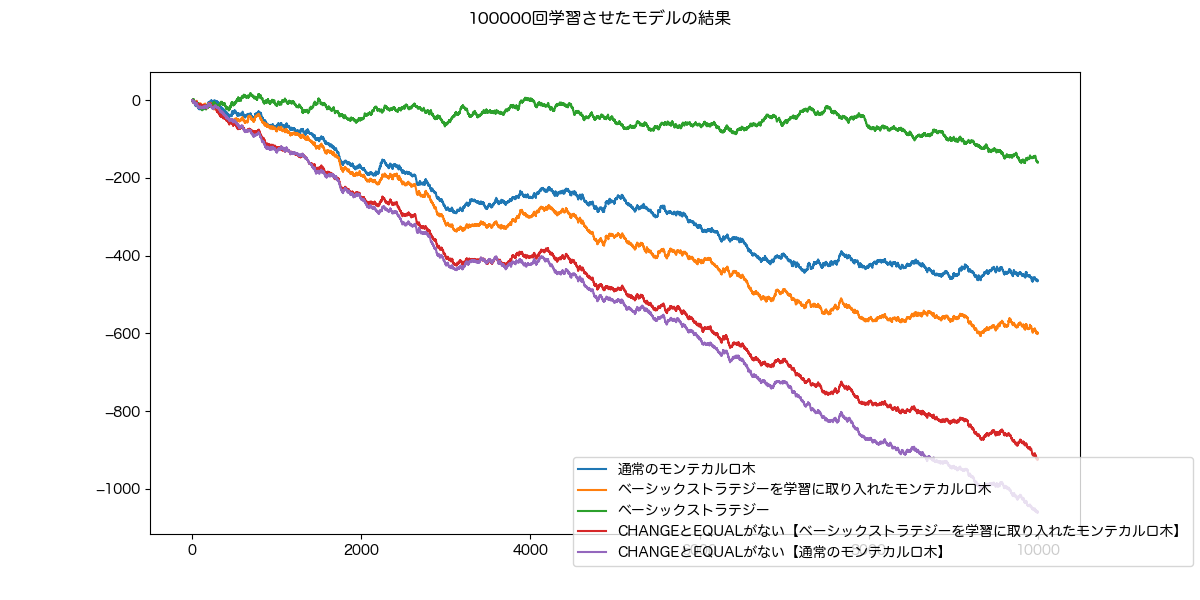 100000回学習させたモデルの結果
0
−200
−400
−600
−800
−1000
0 2000 4000 6000 8000 10000
通常のモンテカルロ木
ベーシックストラテジーを学習に取り入れたモンテカルロ木
ベーシックストラテジー
CHANGEとEQUALがない【ベーシックストラテジーを学習に取り入れたモンテカルロ木】
CHANGEとEQUALがない【通常のモンテカルロ木】